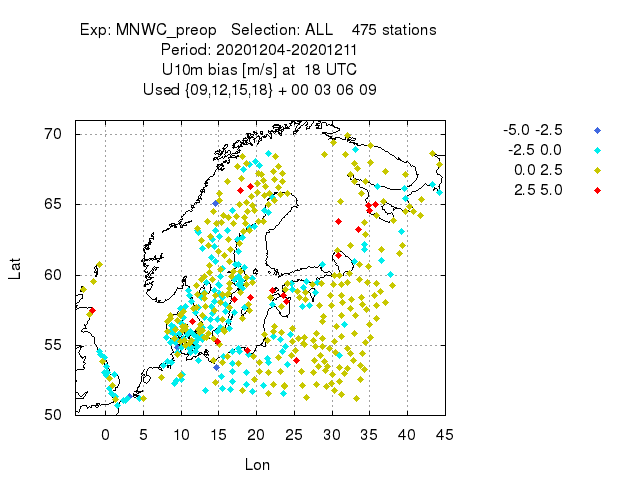 Exp: MNWC_preop   Selection: ALL    475 stations
Period: 20201204-20201211
U10m bias [m/s] at  18 UTC
Used {09,12,15,18} + 00 03 06 09
-5.0 -2.5
-2.5 0.0
0.0 2.5
2.5 5.0
70
65
60
55
50
Lat
0 5 10 15 20 25 30 35 40 45
Lon